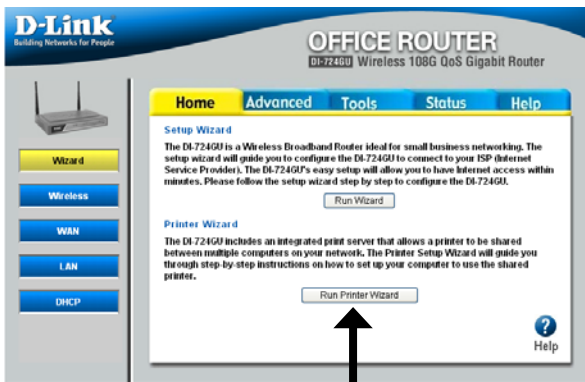 D-Link
Building Networks for People
OFFICE ROUTER
DI-724GU Wireless 108G QoS Gigabit Router
Home Advanced Tools Status Help
Wizard
Wireless
WAN
LAN
DHCP
Setup Wizard
The DI-724GU is a Wireless Broadband Router ideal for small business networking. The
setup wizard will guide you to configure the DI-724GU to connect to your ISP (Internet
Service Provider). The DI-724GU's easy setup will allow you to have Internet access within
minutes. Please follow the setup wizard step by step to configure the DI-724GU.
Run Wizard
Printer Wizard
The DI-724GU includes an integrated print server that allows a printer to be shared
between multiple computers on your network. The Printer Setup Wizard will guide you
through step-by-step instructions on how to set up your computer to use the shared
printer.
Run Printer Wizard
Help